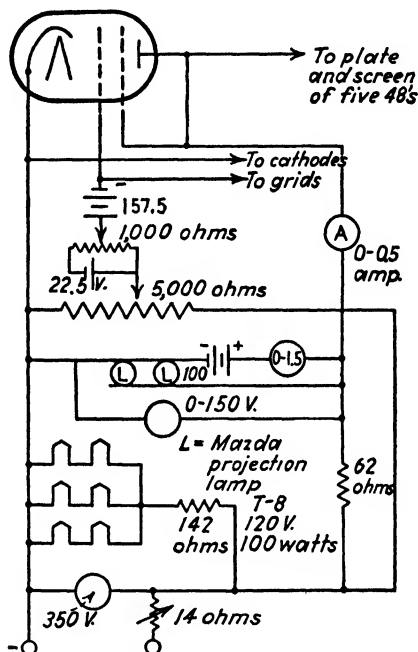 To plate
and screen
of five 48's
To cathodes
To grids
-
157.5
1,000 ohms
A
0-0.5
amp.
22.5 V.
5,000 ohms
- +
0-1.5
L L 100
0-150 V.
L = Mazda
projection
lamp
T-8
120 V.
100 watts
62
ohms
142
ohms
350 V.
14 ohms
-